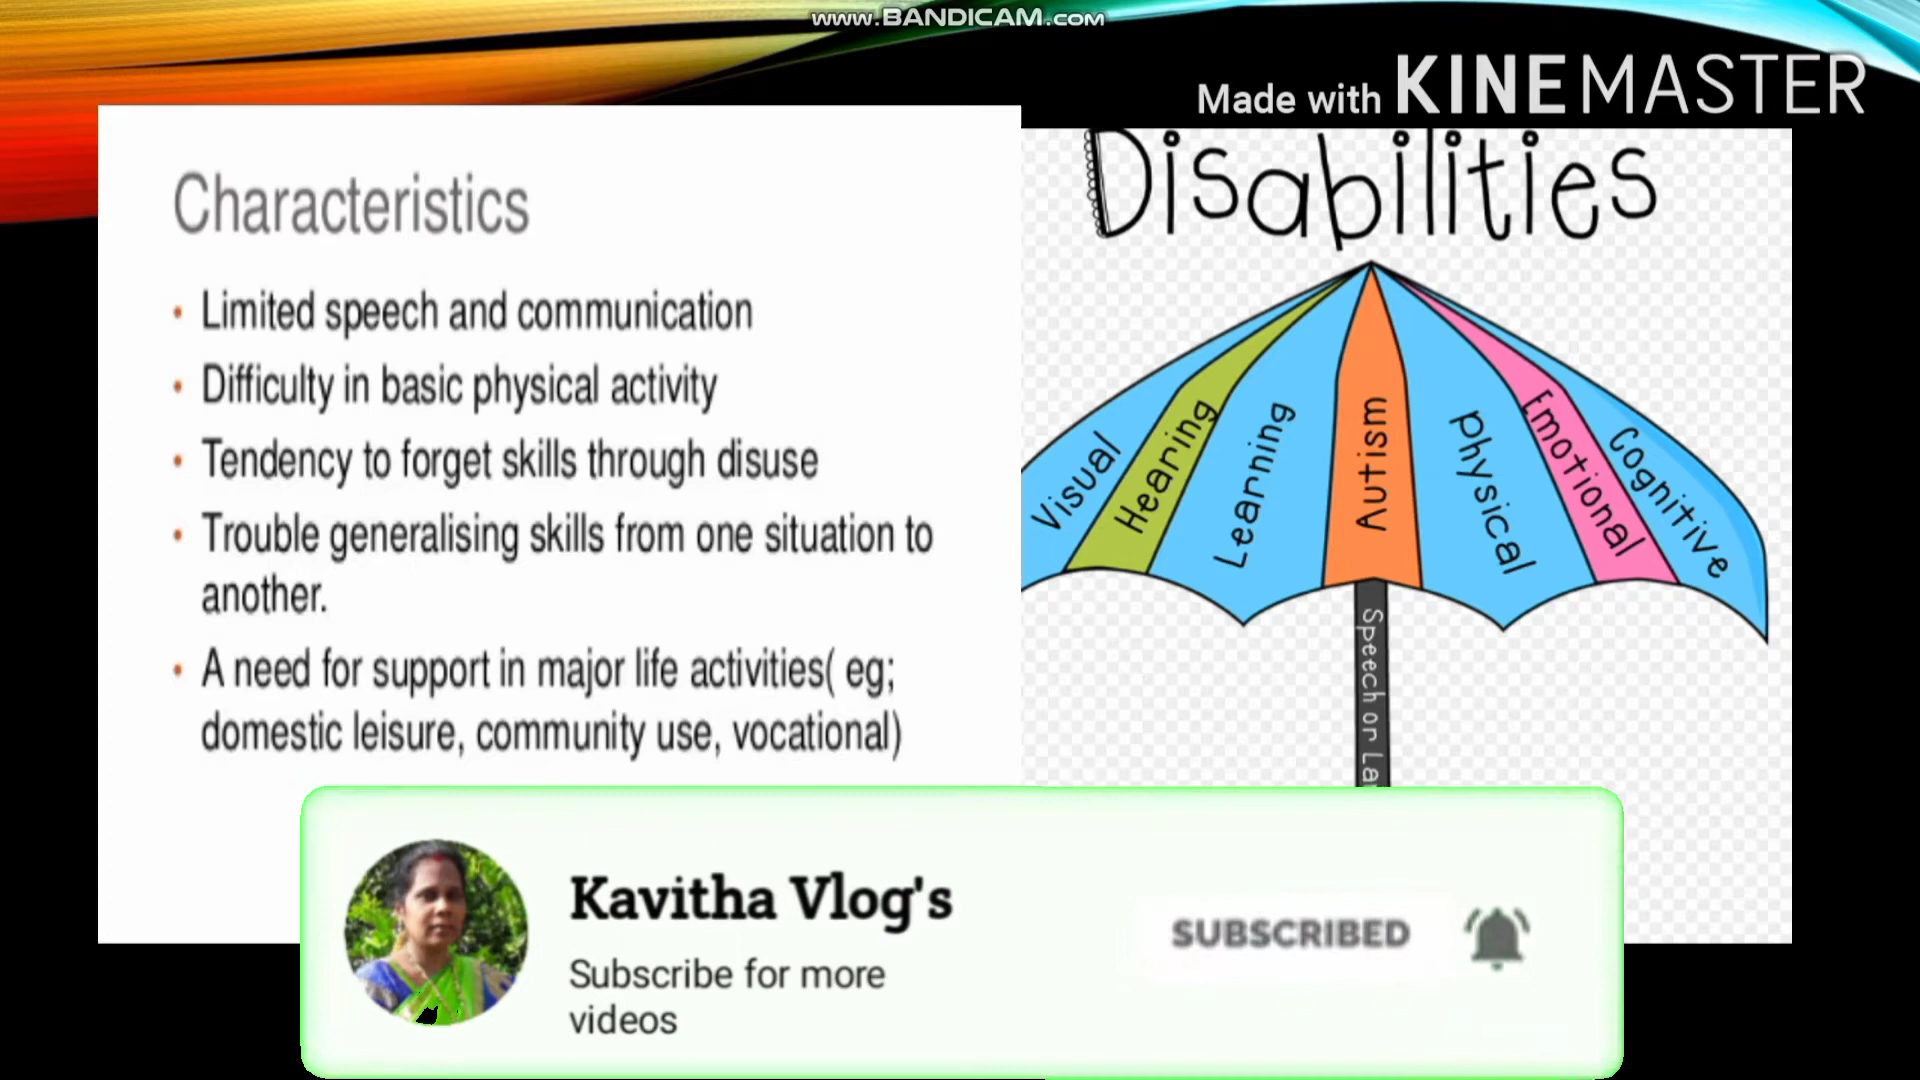 www.BANDICAM.com
Made with KINEMASTER
Characteristics
Limited speech and communication
Difficulty in basic physical activity
Tendency to forget skills through disuse
Trouble generalising skills from one situation to
another.
A need for support in major life activities( eg;
domestic leisure, community use, vocational)
Disabilities
Visual
Hearing
Learning
Autism
Physical
Emotional
Cognitive
Speech or La
Kavitha Vlog's
Subscribe for more
videos
SUBSCRIBED